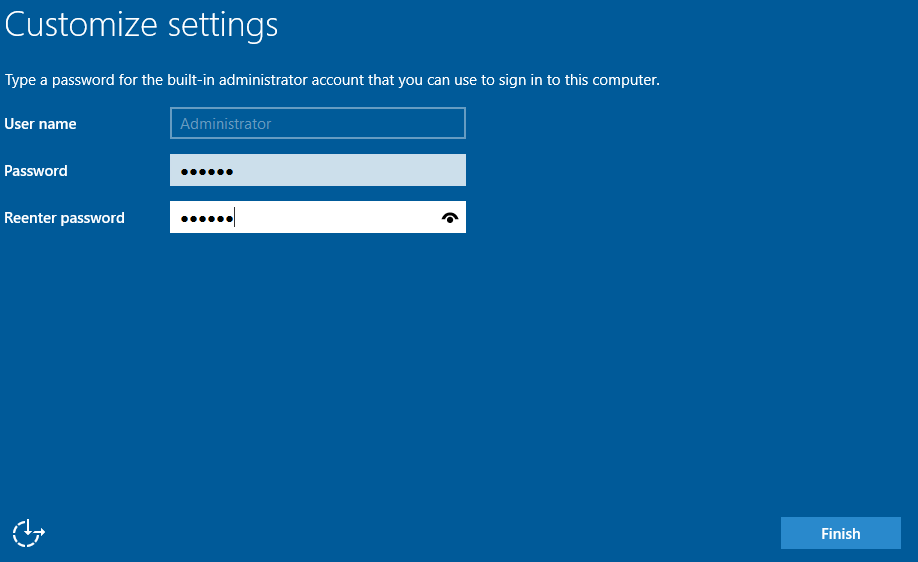 Customize settings
Type a password for the built-in administrator account that you can use to sign in to this computer.
User name
Administrator
Password
●●●●●●
Reenter password
●●●●●●
Finish